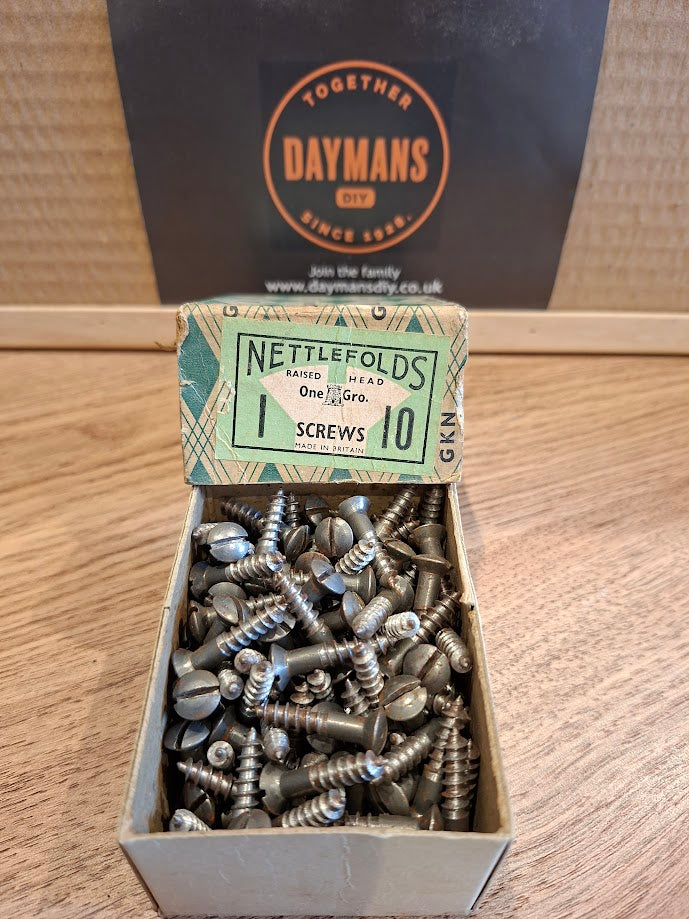 TOGETHER
DAYMANS
DIY
SINCE 1928.
Join the family
www.daymansdiy.co.uk
G
G
NETTLEFOLDS
RAISED HEAD
One Gro.
1 SCREWS 10
MADE IN BRITAIN
GKN